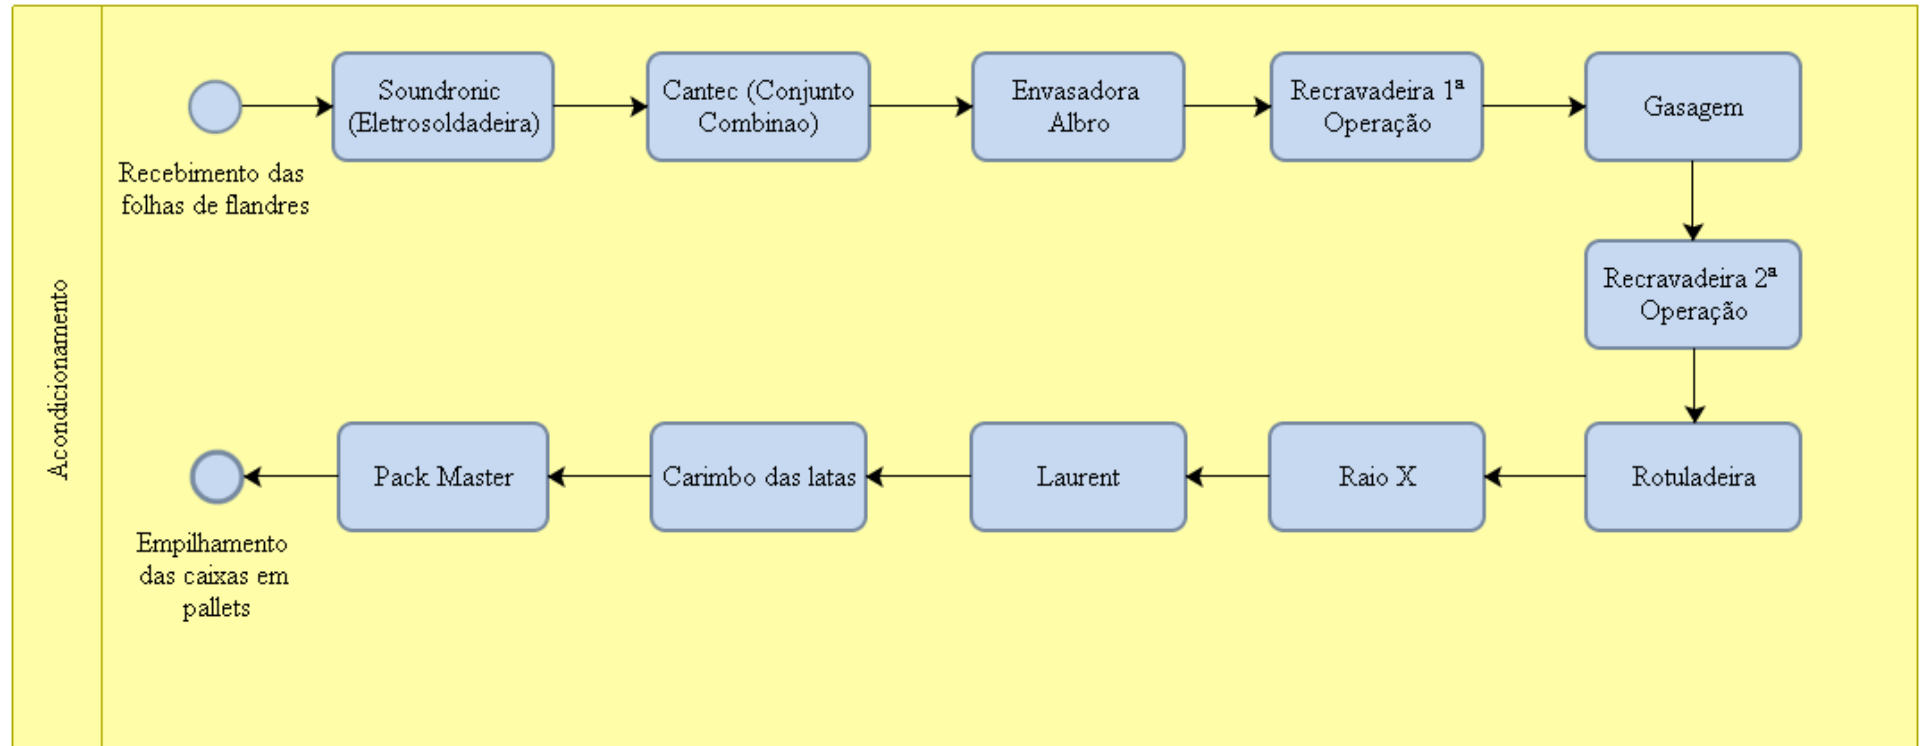 Acondicionamento
Recebimento das
folhas de flandres
Soundronic
(Eletrosoldadeira)
Cantec (Conjunto
Combinao)
Envasadora
Albro
Recravadeira 1ª
Operação
Gasagem
Recravadeira 2ª
Operação
Rotuladeira
Raio X
Laurent
Carimbo das latas
Pack Master
Empilhamento
das caixas em
pallets